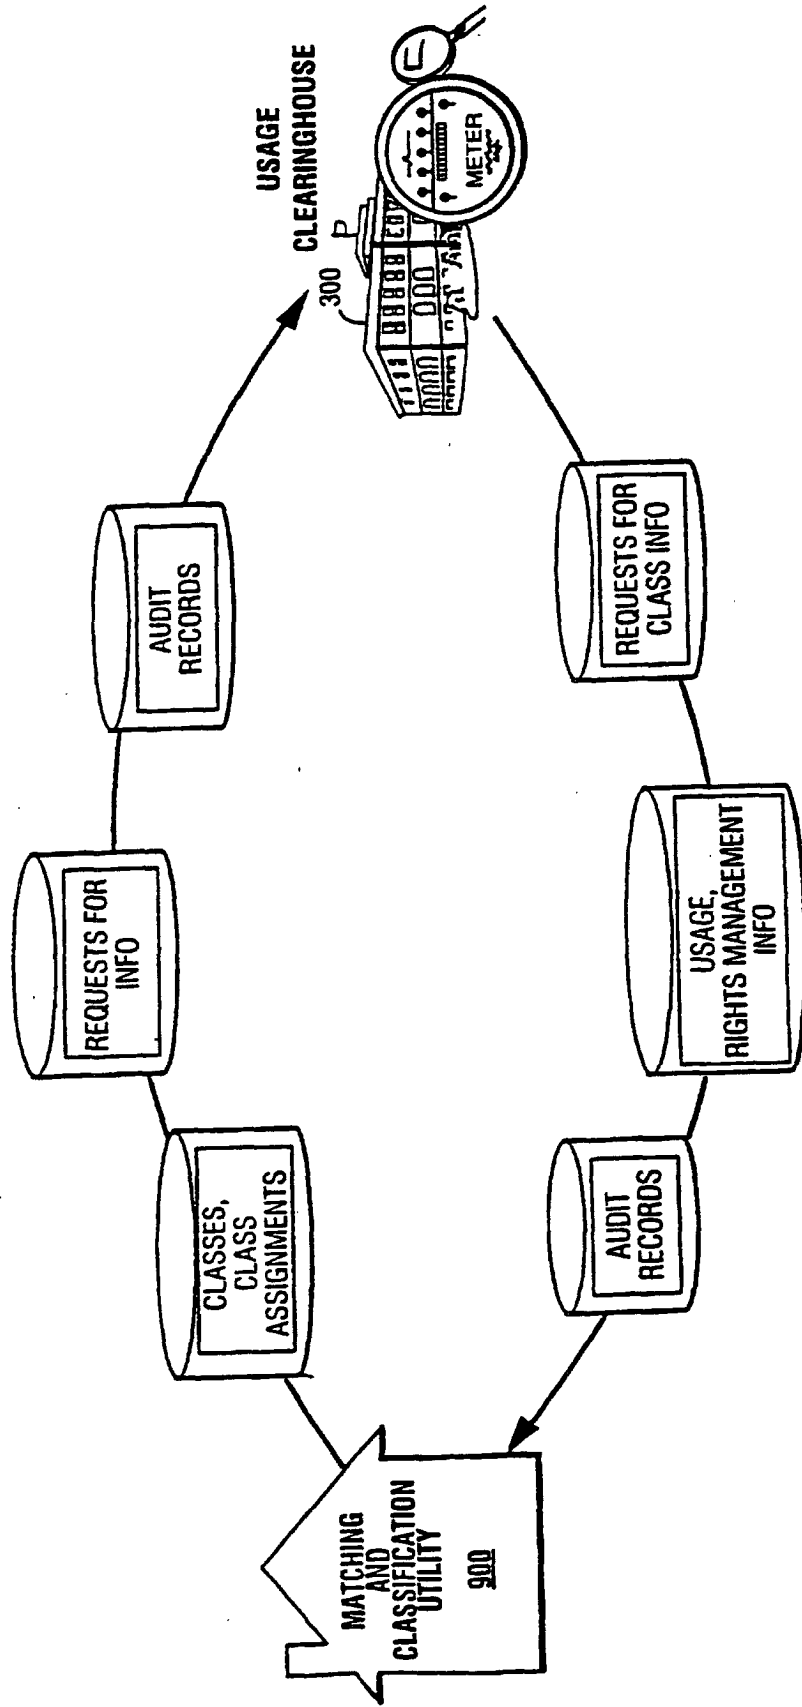 USAGE
CLEARINGHOUSE
300
METER
AUDIT
RECORDS
REQUESTS FOR
INFO
CLASSES,
CLASS
ASSIGNMENTS
MATCHING
AND
CLASSIFICATION
UTILITY
900
REQUESTS FOR
CLASS INFO
USAGE,
RIGHTS MANAGEMENT
INFO
AUDIT
RECORDS